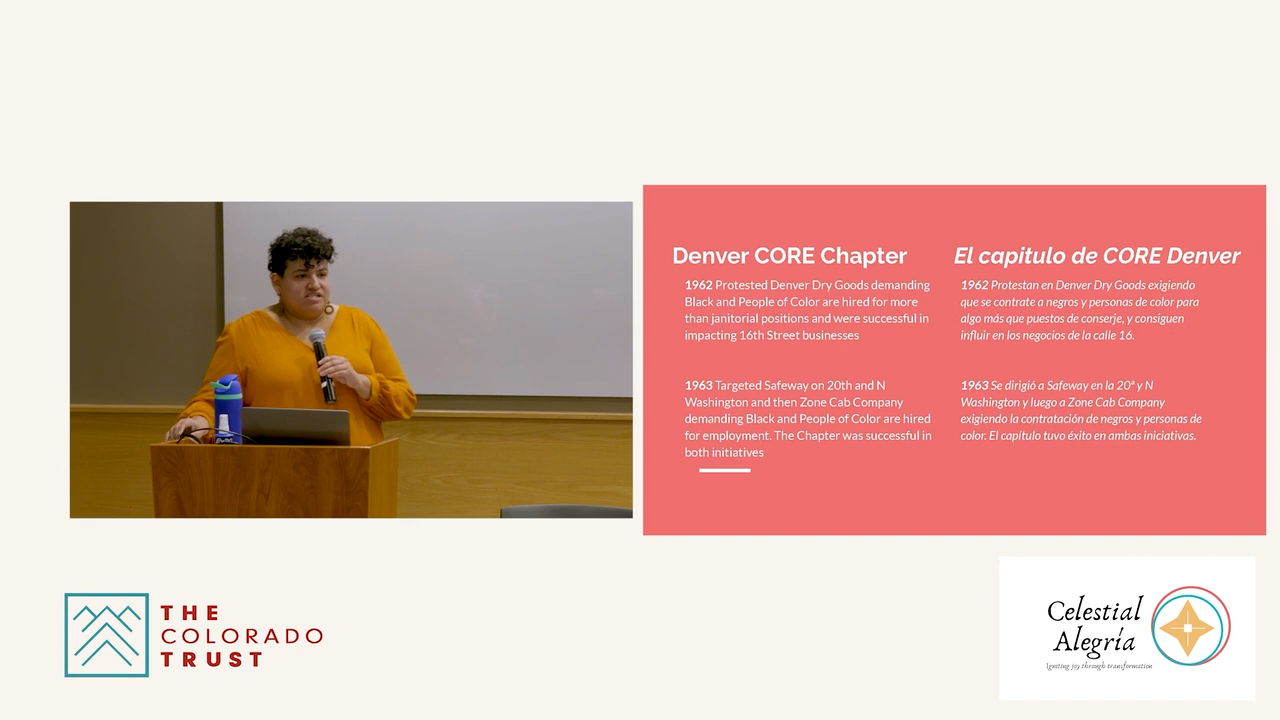 Denver CORE Chapter
1962 Protested Denver Dry Goods demanding
Black and People of Color are hired for more
than janitorial positions and were successful in
impacting 16th Street businesses
1963 Targeted Safeway on 20th and N
Washington and then Zone Cab Company
demanding Black and People of Color are hired
for employment. The Chapter was successful in
both initiatives
El capitulo de CORE Denver
1962 Protestan en Denver Dry Goods exigiendo
que se contrate a negros y personas de color para
algo más que puestos de conserje, y consiguen
influir en los negocios de la calle 16.
1963 Se dirigió a Safeway en la 20ª y N
Washington y luego a Zone Cab Company
exigiendo la contratación de negros y personas de
color. El capítulo tuvo éxito en ambas iniciativas.
THE
COLORADO
TRUST
Celestial
Alegría
Igniting joy through transformation